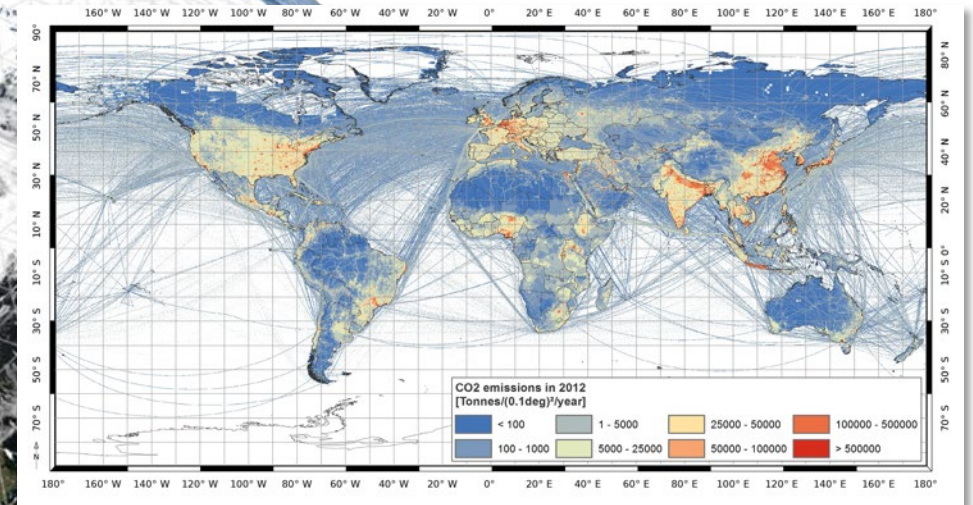 160° W 140° W 120° W 100° W 80° W 60° W 40° W 20° W 0° 20° E 40° E 60° E 80° E 100° E 120° E 140° E 160° E
90°
70° N
50° N
30° N
10° N
10° S
30° S
50° S
70° S
N
80° N
60° N
40° N
20° N
0°
10° S
30° S
50° S
70° S
CO2 emissions in 2012
[Tonnes/(0.1deg)²/year]
< 100 1 - 5000 25000 - 50000 100000 - 500000
100 - 1000 5000 - 25000 50000 - 100000 > 500000
180° 160° W 140° W 120° W 100° W 80° W 60° W 40° W 20° W 0° 20° E 40° E 60° E 80° E 100° E 120° E 140° E 160° E 180°